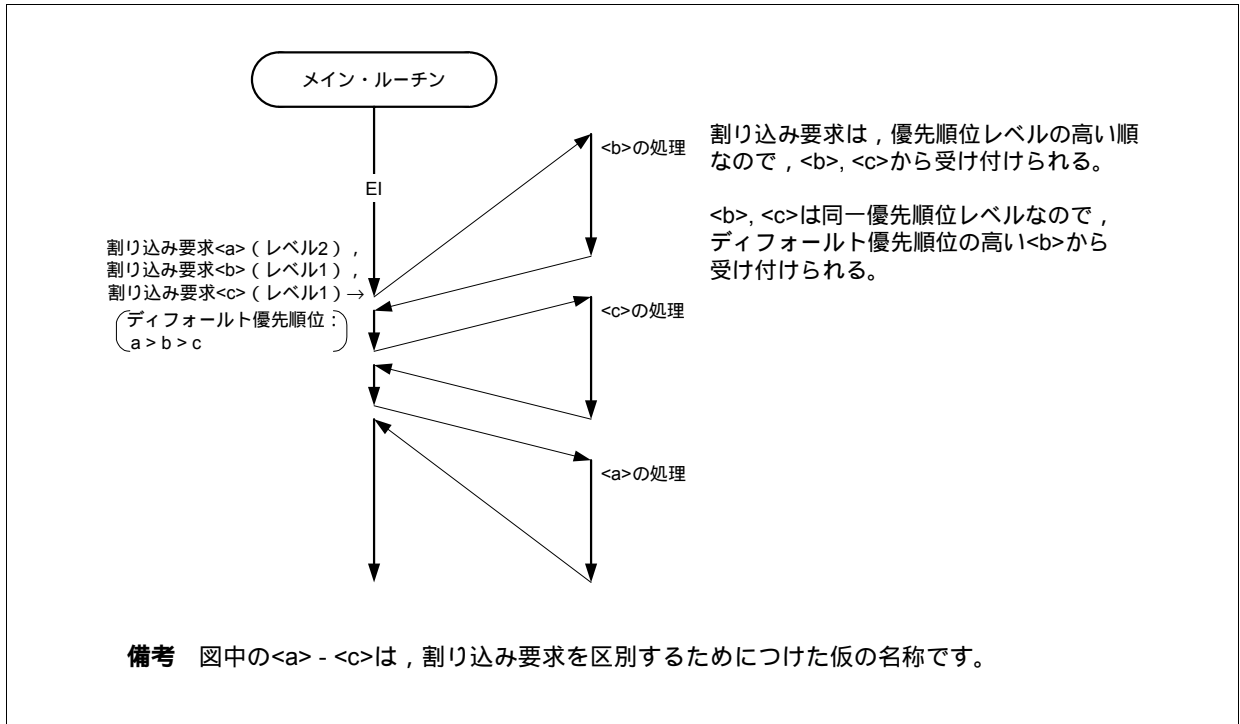 メイン・ルーチン
EI
割り込み要求<a>（レベル2），
割り込み要求<b>（レベル1），
割り込み要求<c>（レベル1）→
ディフォールト優先順位：
a > b > c
<b>の処理
<c>の処理
<a>の処理
割り込み要求は，優先順位レベルの高い順
なので，<b>, <c>から受け付けられる。
<b>, <c>は同一優先順位レベルなので，
ディフォールト優先順位の高い<b>から
受け付けられる。
備考　図中の<a> - <c>は，割り込み要求を区別するためにつけた仮の名称です。